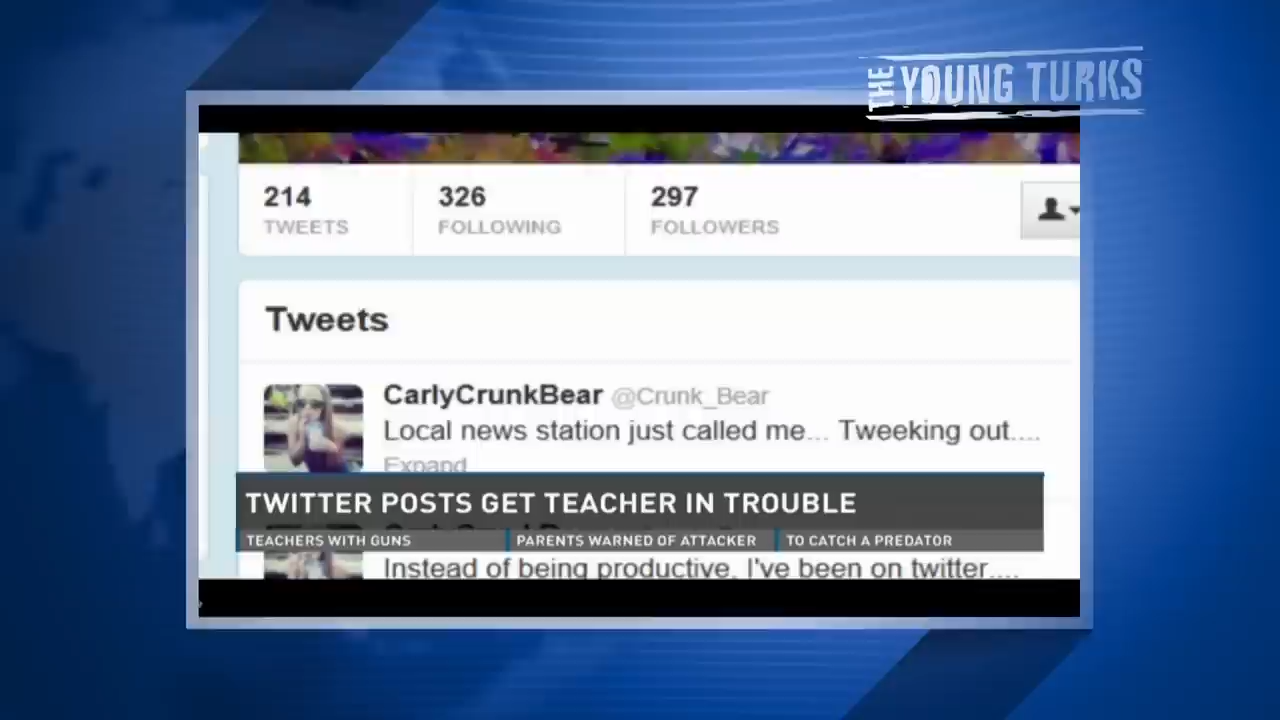 THE YOUNG TURKS
214 326 297
TWEETS FOLLOWING FOLLOWERS
Tweets
CarlyCrunkBear @Crunk_Bear
Local news station just called me... Tweeking out....
Expand
TWITTER POSTS GET TEACHER IN TROUBLE
TEACHERS WITH GUNS PARENTS WARNED OF ATTACKER TO CATCH A PREDATOR
Instead of being productive, I've been on twitter....